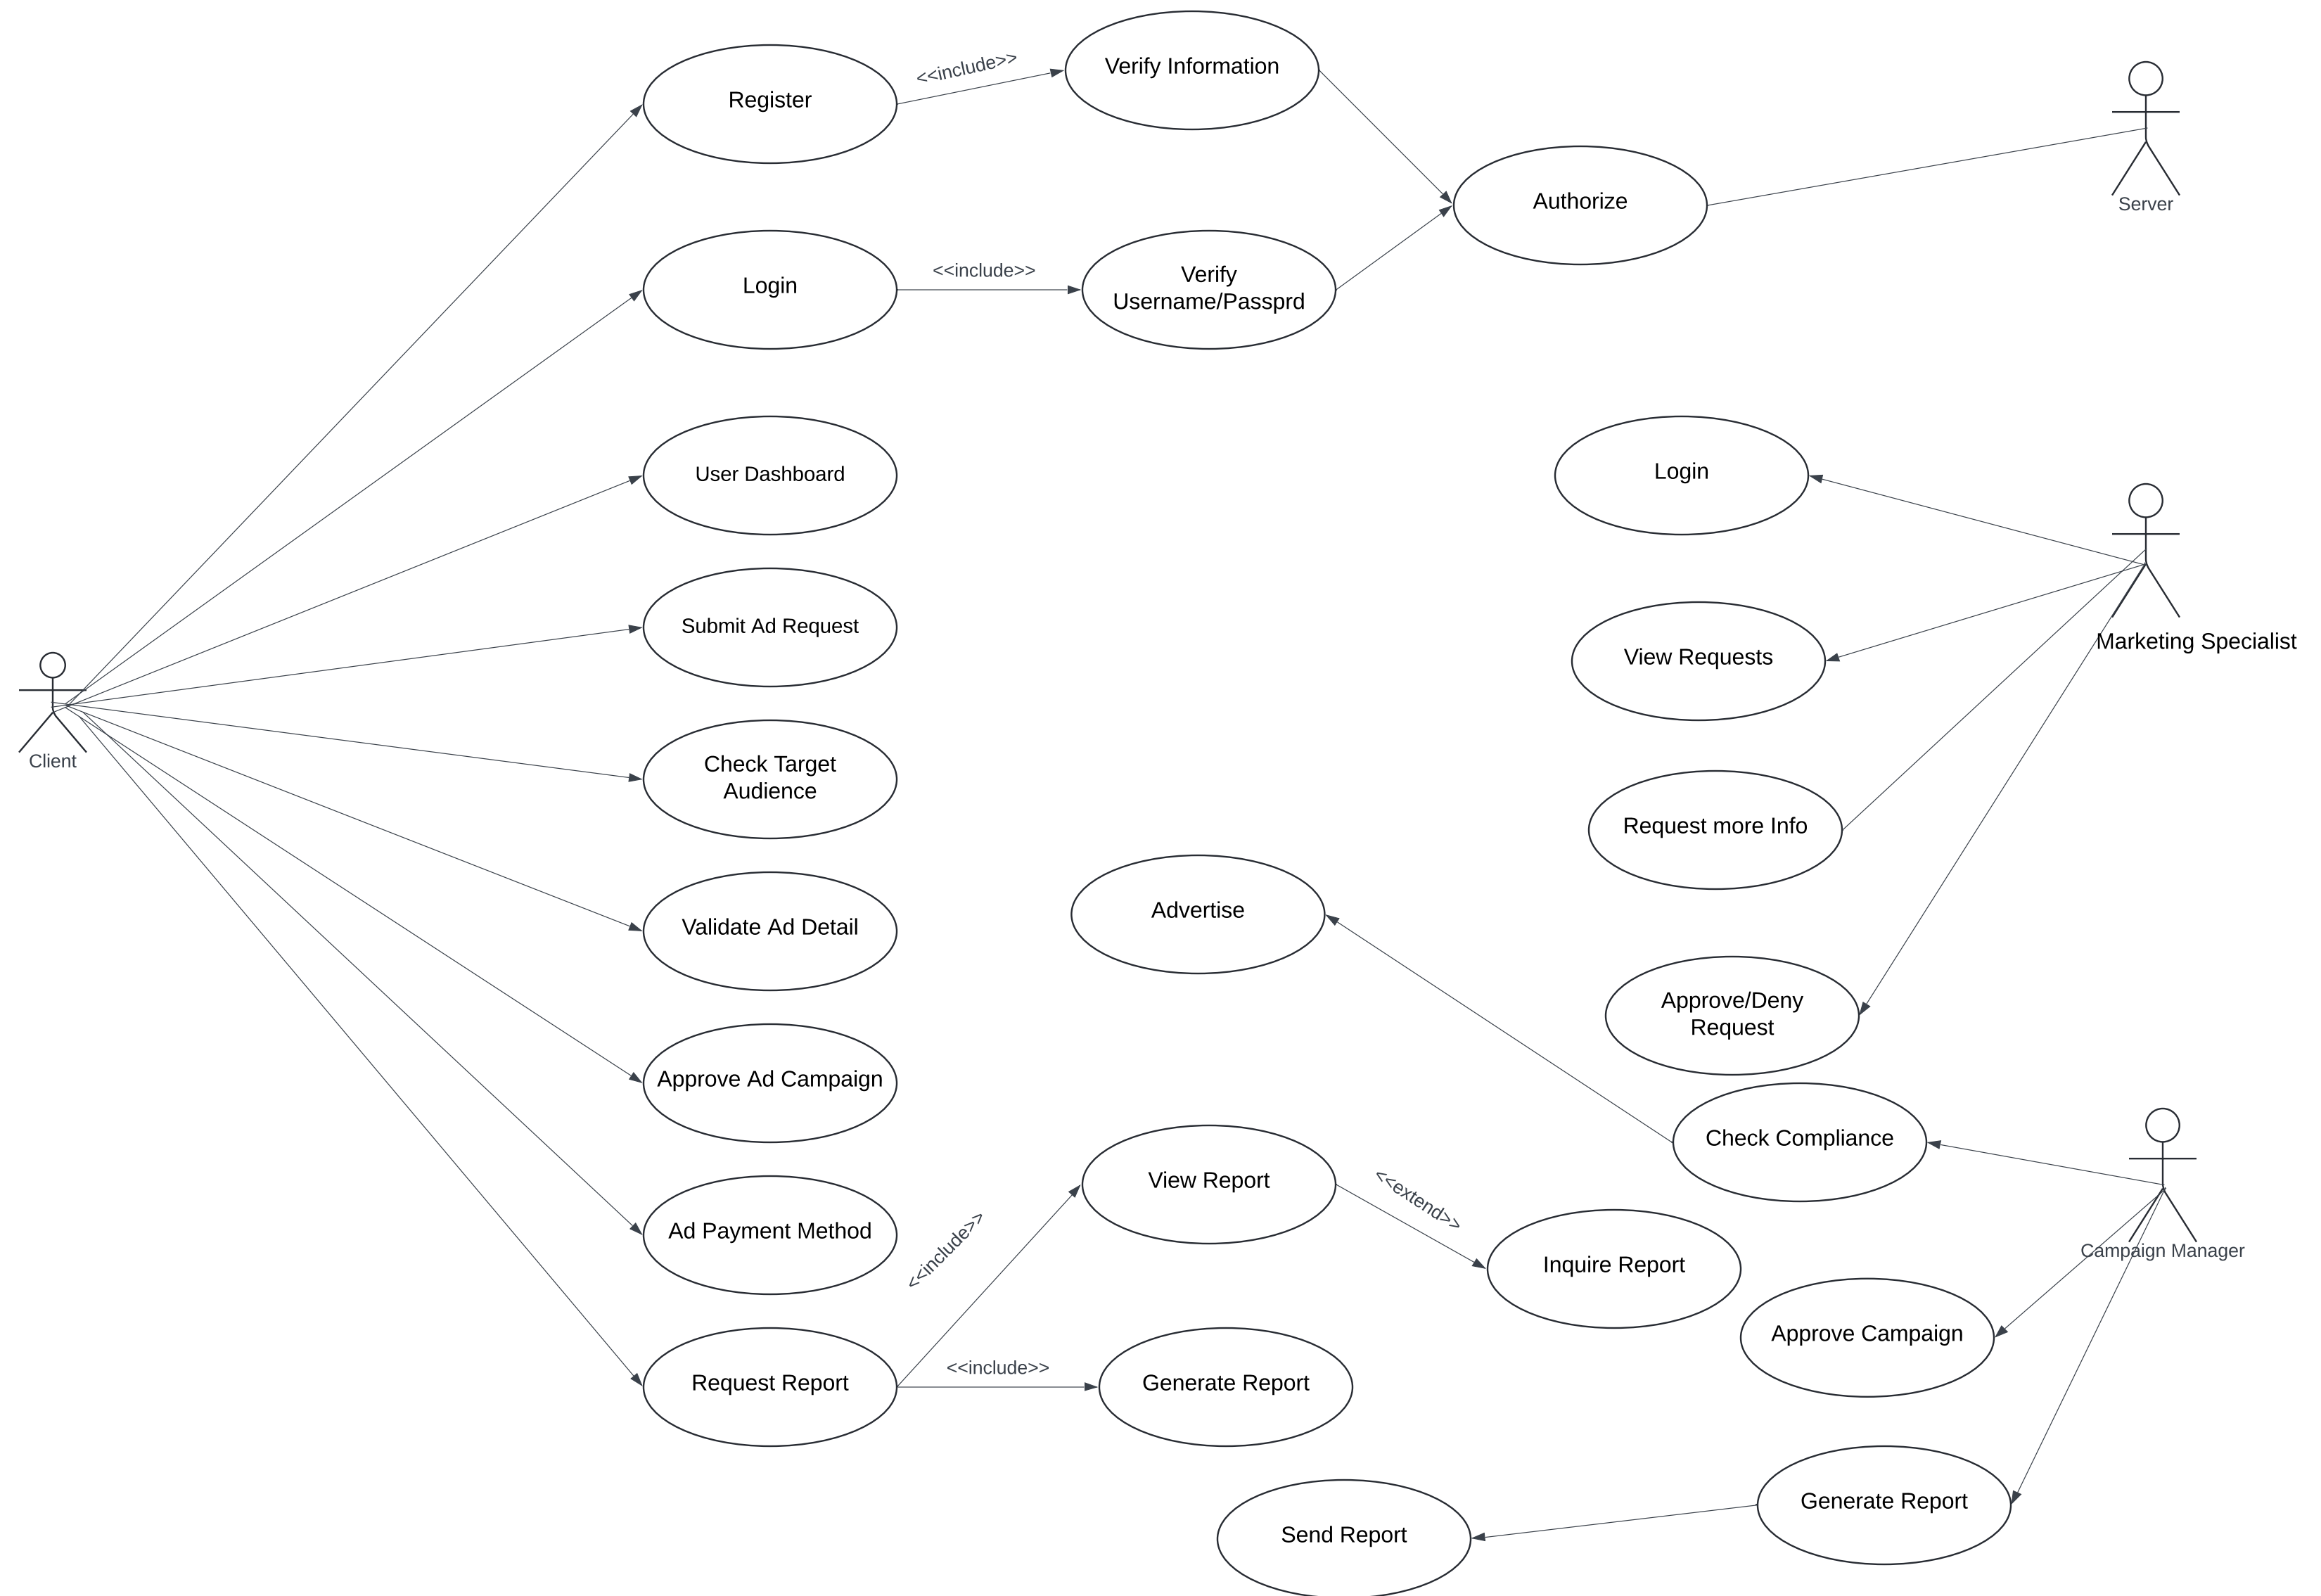 Verify Information
<<include>>
Register
Server
Authorize
<<include>>
Verify
Username/Passprd
Login
Login
User Dashboard
Submit Ad Request
Marketing Specialist
View Requests
Client
Check Target
Audience
Request more Info
Advertise
Validate Ad Detail
Approve/Deny
Request
Approve Ad Campaign
Check Compliance
View Report
<<extend>>
Ad Payment Method
<<include>>
Inquire Report
Campaign Manager
Approve Campaign
Request Report
<<include>>
Generate Report
Generate Report
Send Report